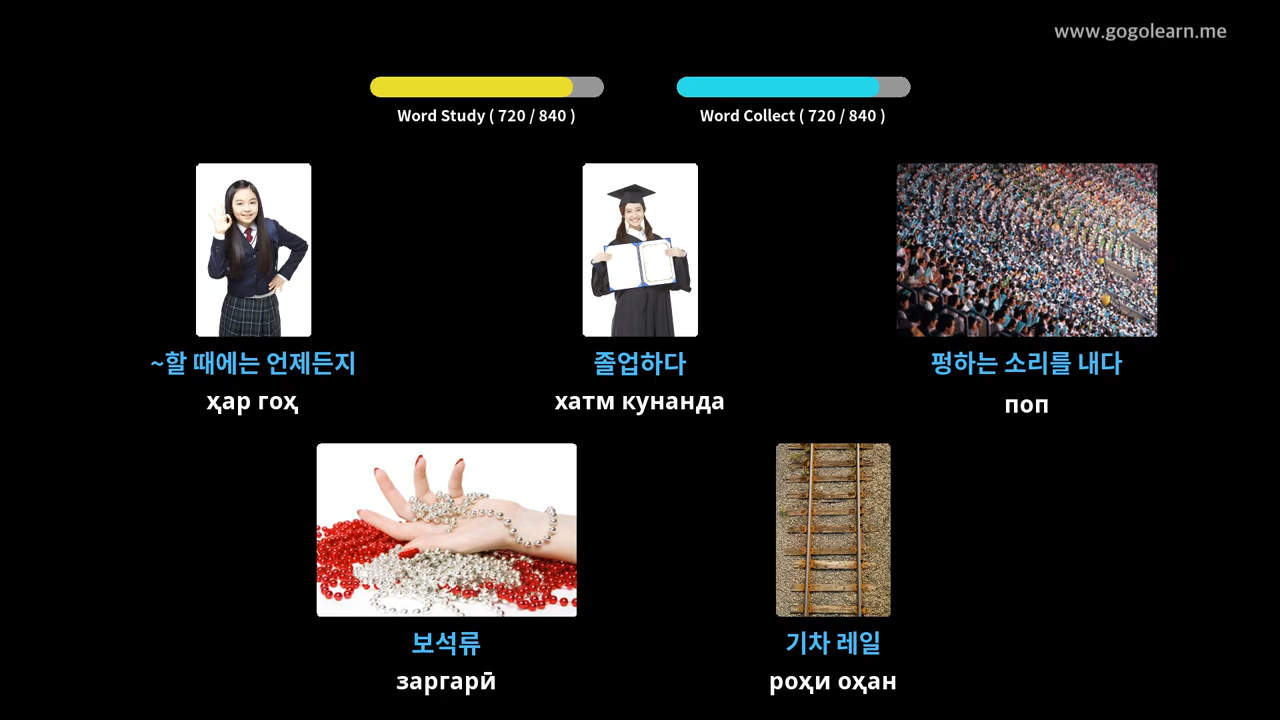 www.gogolearn.me
Word Study ( 720 / 840 )
Word Collect ( 720 / 840 )
~할 때에는 언제든지
ҳар гоҳ
졸업하다
хатм кунанда
펑하는 소리를 내다
поп
보석류
заргарӣ
기차 레일
роҳи оҳан